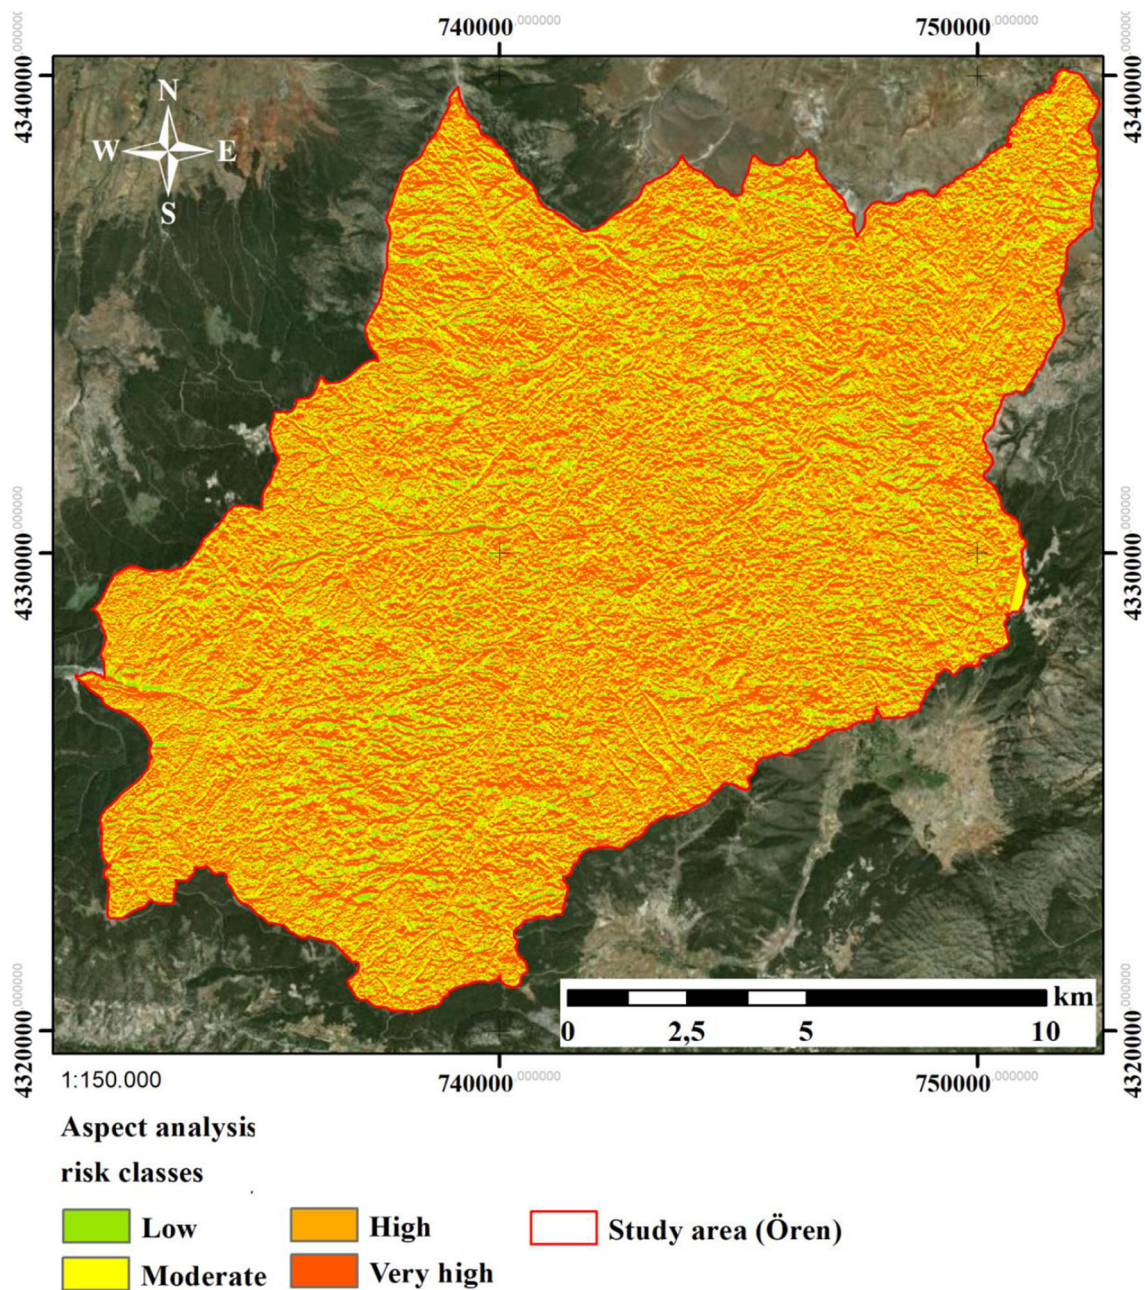 740000,000000 750000,000000
4340000,000000 4340000,000000
N
W E
S
4330000,000000 4330000,000000
km
0 2,5 5 10
4320000,000000 4320000,000000
740000,000000 750000,000000
1:150.000
Aspect analysis
risk classes
Low High Study area (Ören)
Moderate Very high